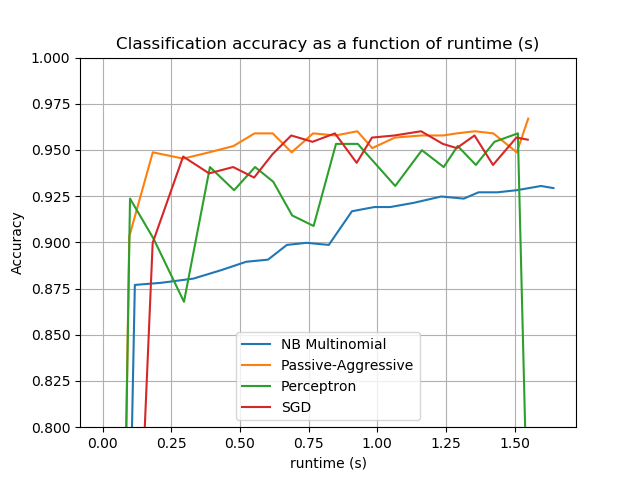 Classification accuracy as a function of runtime (s)
1.000
0.975
0.950
0.925
0.900
0.875
0.850
0.825
0.800
Accuracy
NB Multinomial
Passive-Aggressive
Perceptron
SGD
0.00 0.25 0.50 0.75 1.00 1.25 1.50
runtime (s)